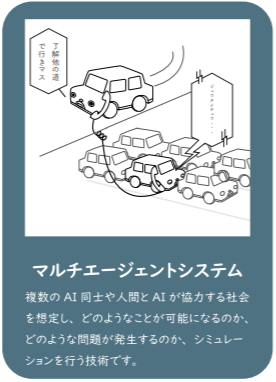 了解他の道
で行きマス
マルチエージェントシステム
複数の AI 同士や人間と AI が協力する社会
を想定し、どのようなことが可能になるのか、
どのような問題が発生するのか、シミュレー
ションを行う技術です。